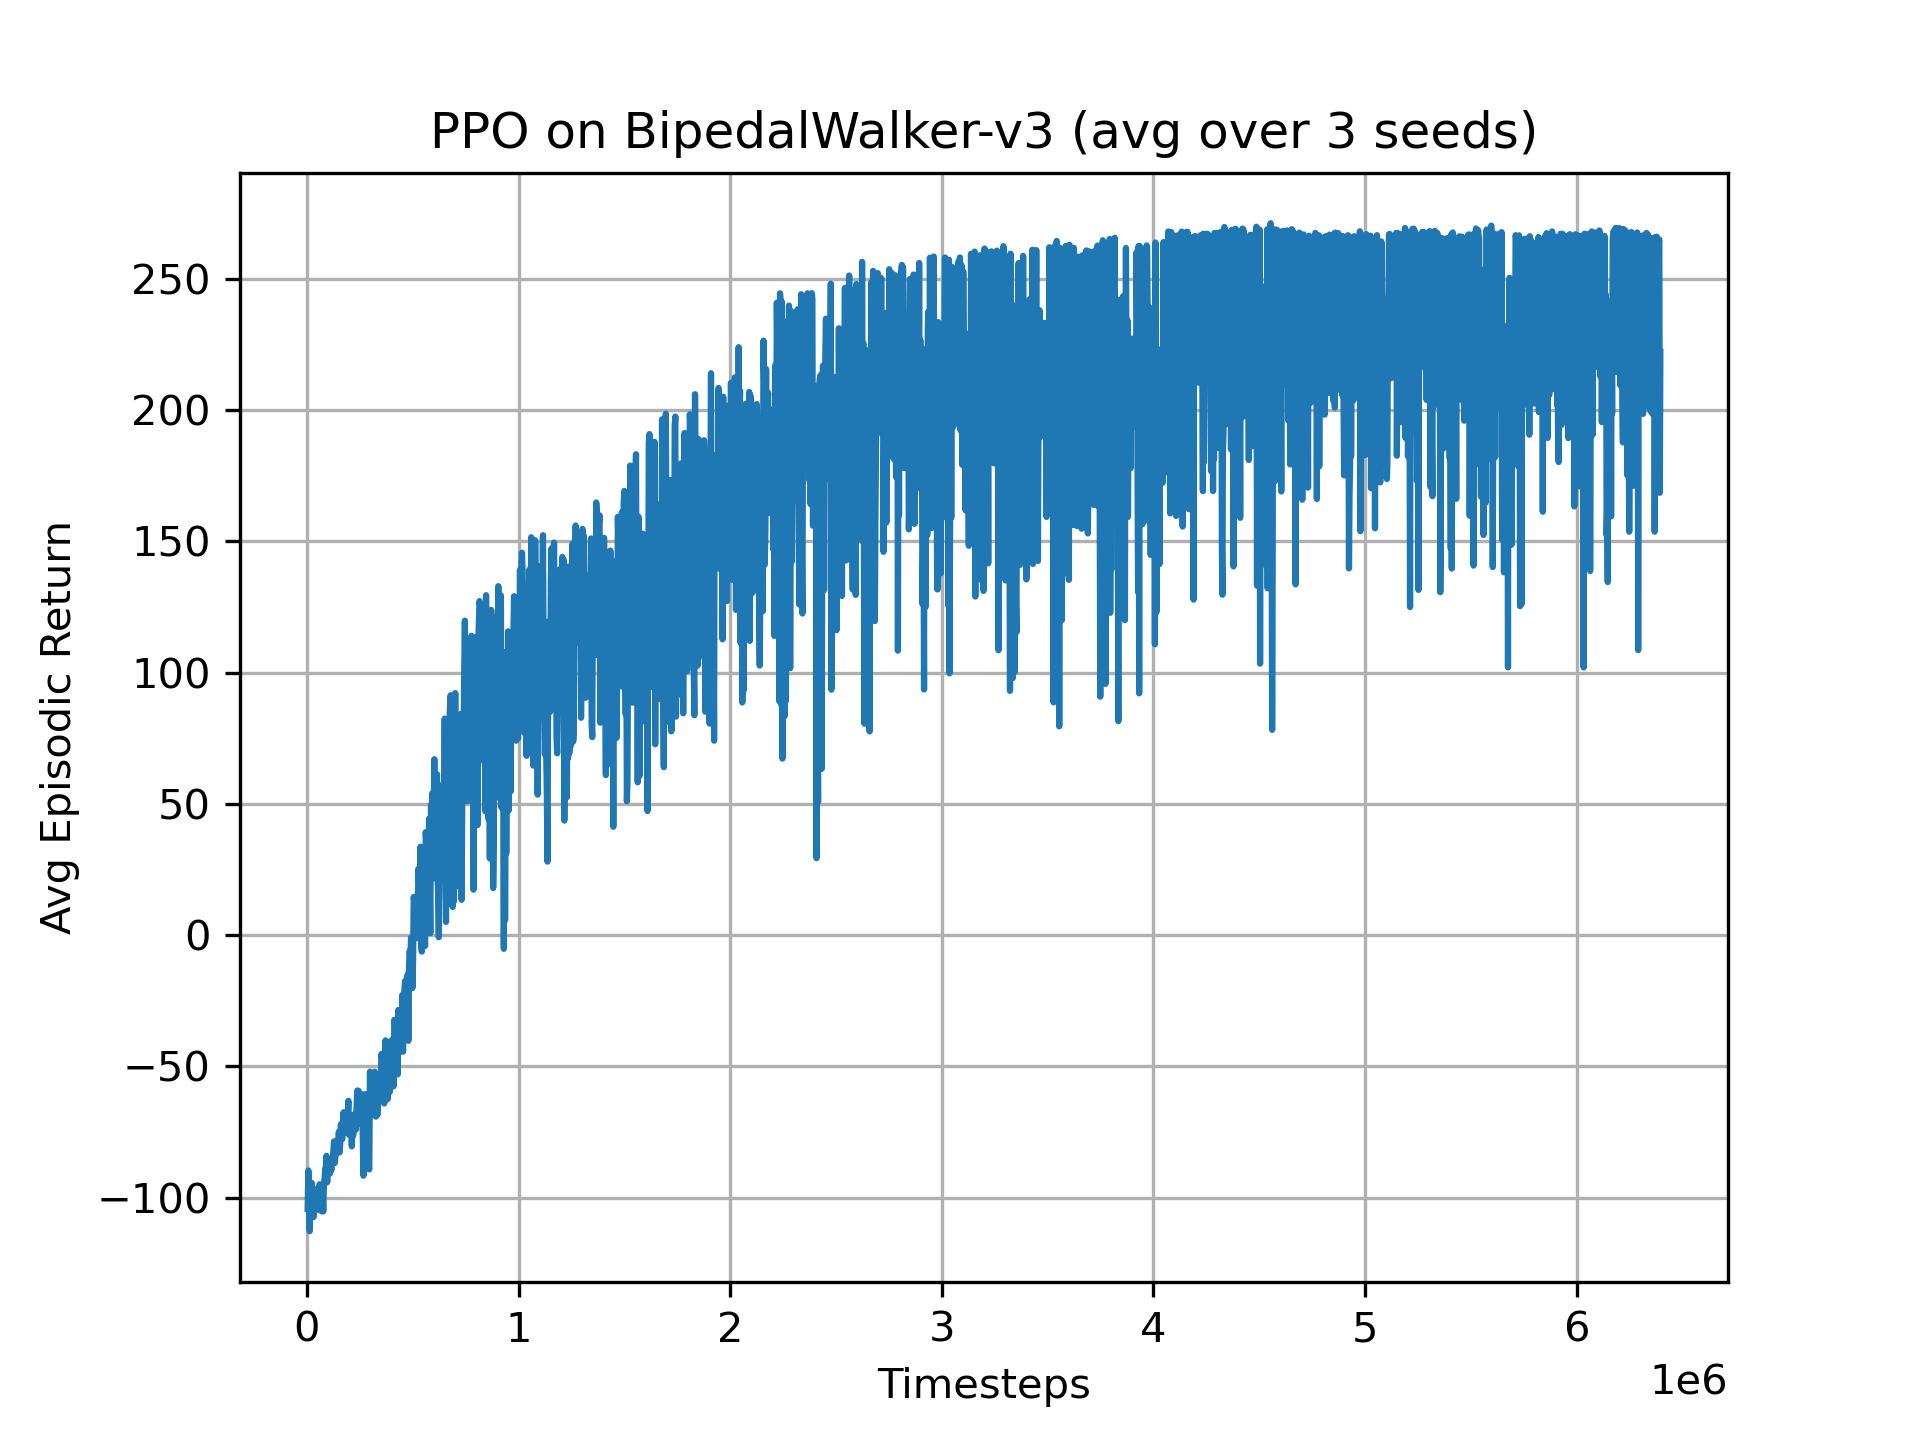 PPO on BipedalWalker-v3 (avg over 3 seeds)
Avg Episodic Return
250
200
150
100
50
0
−50
−100
0 1 2 3 4 5 6
1e6
Timesteps